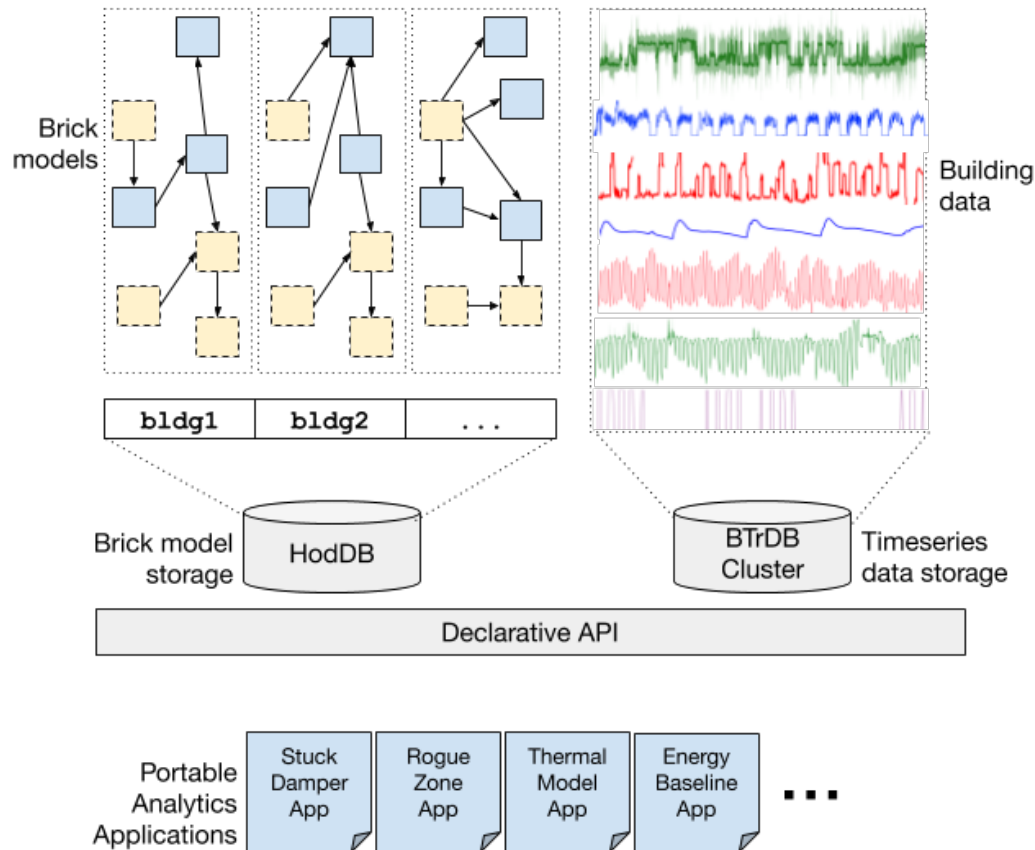 Brick
models
Building
data
bldg1
bldg2
...
Brick model
storage
HodDB
BTrDB
Cluster
Timeseries
data storage
Declarative API
Portable
Analytics
Applications
Stuck
Damper
App
Rogue
Zone
App
Thermal
Model
App
Energy
Baseline
App
...